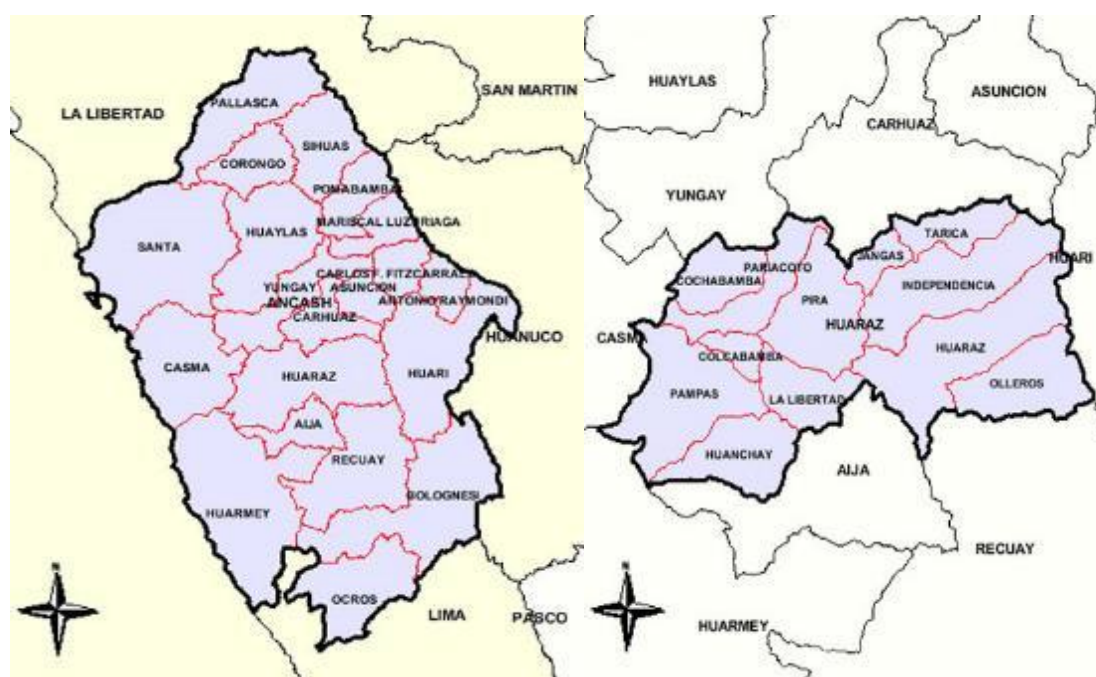 LA LIBERTAD
SAN MARTIN
PALLASCA
SIHUAS
CORONGO
POMABAMBA
MARISCAL LUZURIAGA
SANTA
HUAYLAS
CARLOS F. FITZCARRAL
YUNGAY
ASUNCION
ANCASH
ANTONIO RAYMONDI
CARHUAZ
HUANUCO
CASMA
HUARAZ
HUARI
AIJA
RECUAY
BOLOGNESI
HUARMEY
OCROS
LIMA
PASCO
N
HUAYLAS
ASUNCION
CARHUAZ
YUNGAY
TARICA
JANGAS
HUARI
PARIACOTO
COCHABAMBA
INDEPENDENCIA
PIRA
HUARAZ
CASMA
COLCABAMBA
HUARAZ
OLLEROS
PAMPAS
LA LIBERTAD
HUANCHAY
AIJA
RECUAY
HUARMEY
N